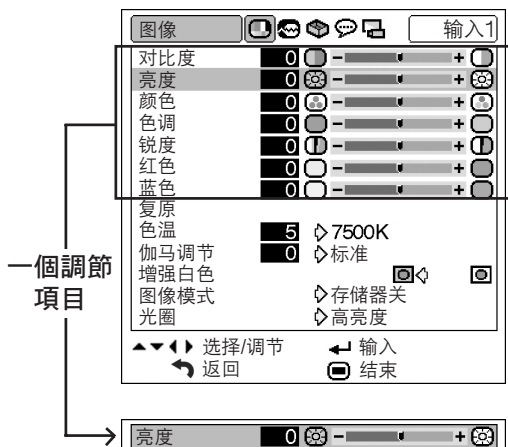 图像 输入1
对比度 0 - +
亮度 0 - +
颜色 0 - +
色调 0 - +
锐度 0 - +
红色 0 - +
蓝色 0 - +
复原
色温 5 7500K
伽马调节 0 标准
增强白色
图像模式 存储器关
光圈 高亮度
选择/调节 输入
返回 结束
一個調節
項目
亮度 0 - +